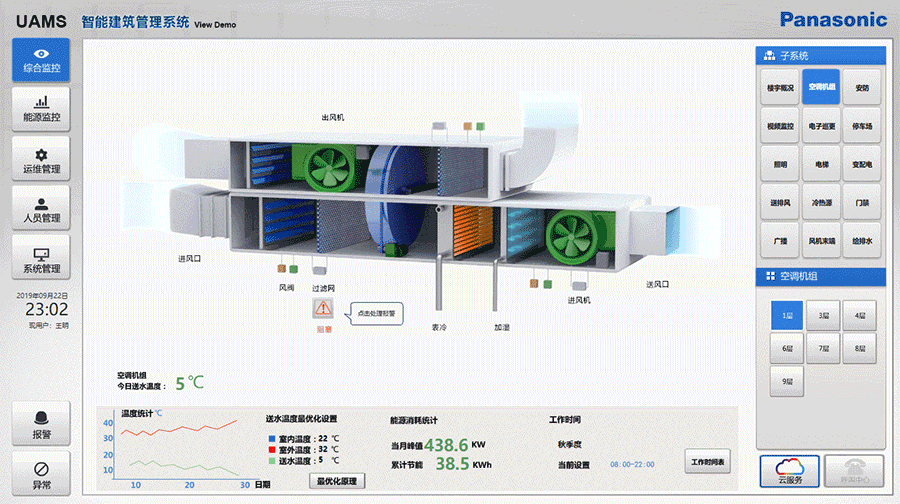 UAMS 智能建筑管理系统 View Demo
Panasonic
综合监控
能源监控
运维管理
人员管理
系统管理
2019年09月22日
23:02
现用户：王明
报警
异常
出风机
进风口
风阀
过滤网
阻塞
点击处理报警
表冷
加湿
进风机
送风口
空调机组
今日送水温度： 5℃
温度统计℃
40
30
20
10
10 20 30 日期
送水温度最优化设置
室内温度：22 ℃
室外温度：32 ℃
送水温度：5 ℃
最优化原理
能源消耗统计
当月峰值 438.6 KW
累计节能 38.5 KWh
工作时间
秋季度
当前设置 08:00-22:00
工作时间表
子系统
楼宇概况 空调机组 安防
视频监控 电子巡更 停车场
照明 电梯 变配电
送排风 冷热源 门禁
广播 风机末端 给排水
空调机组
1层 3层 4层
6层 7层 8层
9层
云服务